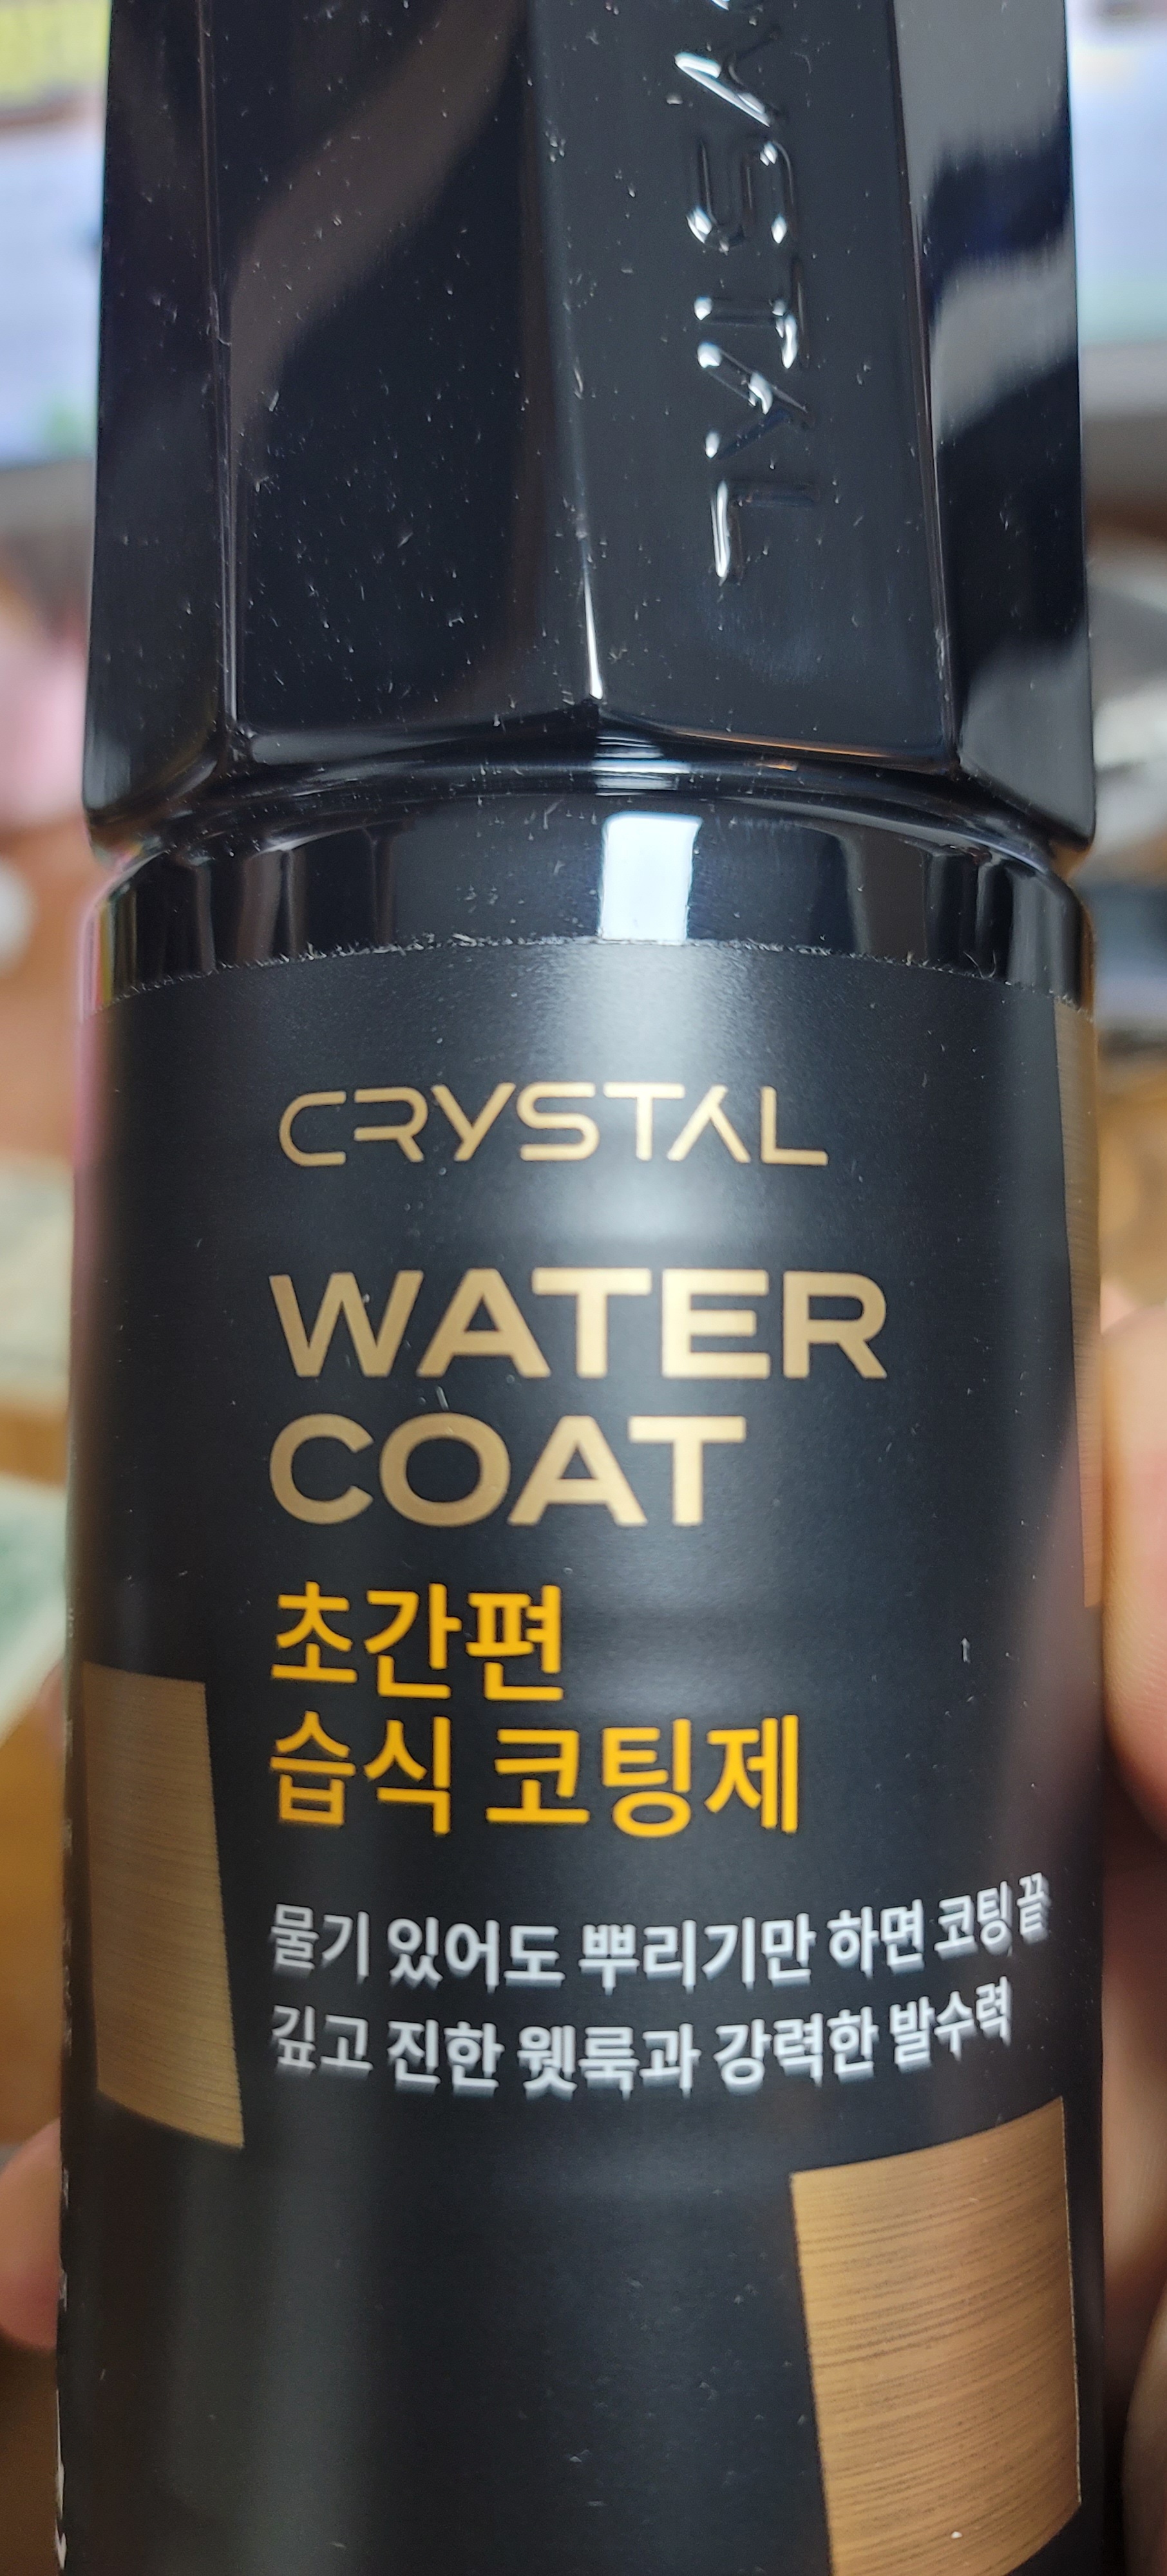 YSTAL
CRYSTAL
WATER
COAT
초간편
습식 코팅제
물기 있어도 뿌리기만 하면 코팅 끝
깊고 진한 웻룩과 강력한 발수력